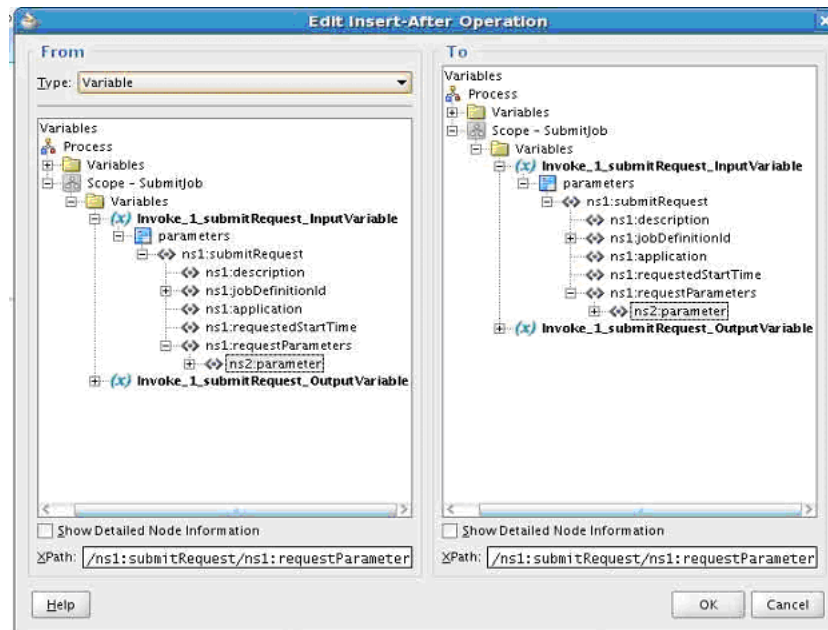 Edit Insert-After Operation
From
Type: Variable
Variables
Process
Variables
Scope - SubmitJob
Variables
(x) Invoke_1_submitRequest_InputVariable
parameters
ns1:submitRequest
ns1:description
ns1:jobDefinitionId
ns1:application
ns1:requestedStartTime
ns1:requestParameters
ns2:parameter
(x) Invoke_1_submitRequest_OutputVariable
Show Detailed Node Information
XPath: /ns1:submitRequest/ns1:requestParameter
To
Variables
Process
Variables
Scope - SubmitJob
Variables
(x) Invoke_1_submitRequest_InputVariable
parameters
ns1:submitRequest
ns1:description
ns1:jobDefinitionId
ns1:application
ns1:requestedStartTime
ns1:requestParameters
ns2:parameter
(x) Invoke_1_submitRequest_OutputVariable
Show Detailed Node Information
XPath: /ns1:submitRequest/ns1:requestParameter
Help
OK
Cancel